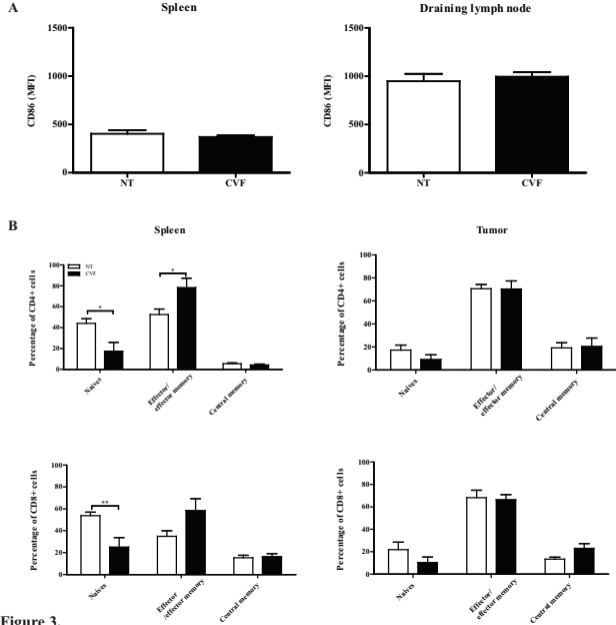 A
Spleen
Draining lymph node
CD86 (MFI)
1500
1000
500
0
NT
CVF
CD86 (MFI)
1500
1000
500
0
NT
CVF
B
Spleen
Tumor
Percentage of CD4+ cells
100
80
60
40
20
0
NT
CVF
*
*
Naives
Effector/
effector memory
Central memory
Percentage of CD4+ cells
100
80
60
40
20
0
Naives
Effector/
effector memory
Central memory
Percentage of CD8+ cells
100
80
60
40
20
0
**
Naives
Effector
/effector memory
Central memory
Percentage of CD8+ cells
100
80
60
40
20
0
Naives
Effector/
effector memory
Central memory
Figure 3.